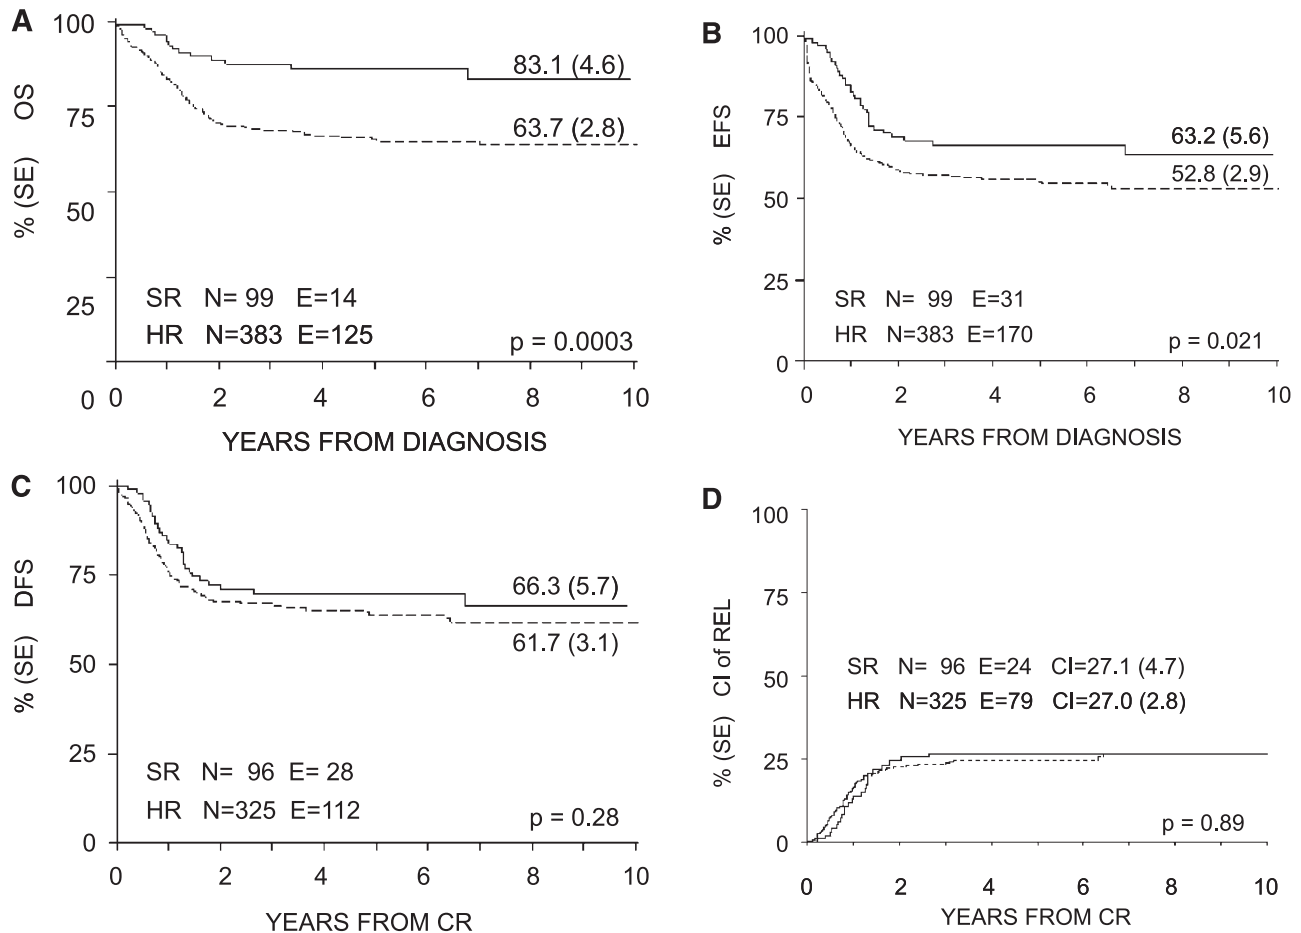 A
% (SE) OS
100
75
50
25
0
83.1 (4.6)
63.7 (2.8)
SR N= 99 E=14
HR N=383 E=125
p = 0.0003
0 2 4 6 8 10
YEARS FROM DIAGNOSIS
B
% (SE) EFS
100
75
50
25
0
63.2 (5.6)
52.8 (2.9)
SR N= 99 E=31
HR N=383 E=170
p = 0.021
0 2 4 6 8 10
YEARS FROM DIAGNOSIS
C
% (SE) DFS
100
75
50
25
0
66.3 (5.7)
61.7 (3.1)
SR N= 96 E= 28
HR N=325 E=112
p = 0.28
0 2 4 6 8 10
YEARS FROM CR
D
% (SE) CI of REL
100
75
50
25
0
SR N= 96 E=24 CI=27.1 (4.7)
HR N=325 E=79 CI=27.0 (2.8)
p = 0.89
0 2 4 6 8 10
YEARS FROM CR